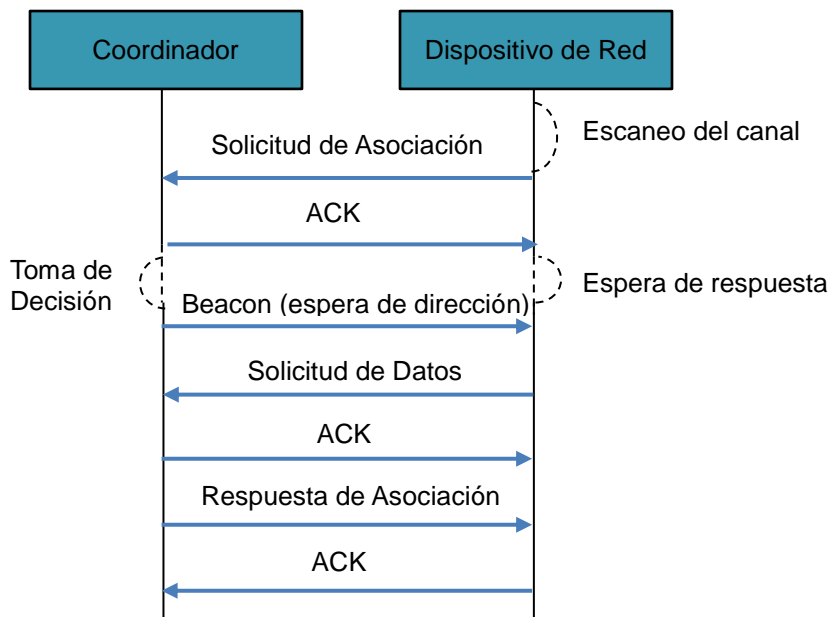 Coordinador
Dispositivo de Red
Escaneo del canal
Solicitud de Asociación
ACK
Toma de
Decisión
Espera de respuesta
Beacon (espera de dirección)
Solicitud de Datos
ACK
Respuesta de Asociación
ACK